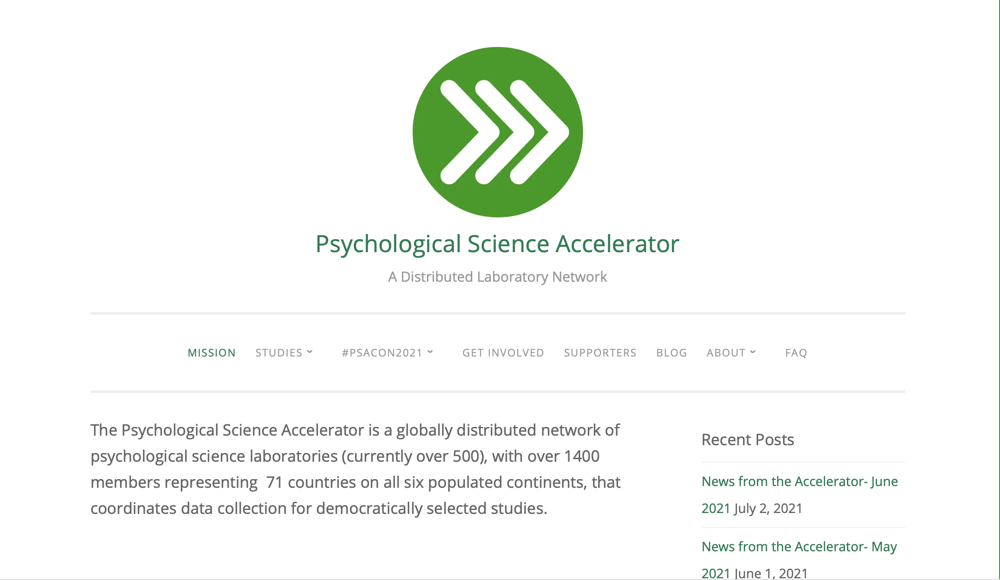 Psychological Science Accelerator
A Distributed Laboratory Network
MISSION STUDIES #PSACON2021 GET INVOLVED SUPPORTERS BLOG ABOUT FAQ
The Psychological Science Accelerator is a globally distributed network of
psychological science laboratories (currently over 500), with over 1400
members representing  71 countries on all six populated continents, that
coordinates data collection for democratically selected studies.
Recent Posts
News from the Accelerator- June
2021 July 2, 2021
News from the Accelerator- May
2021 June 1, 2021